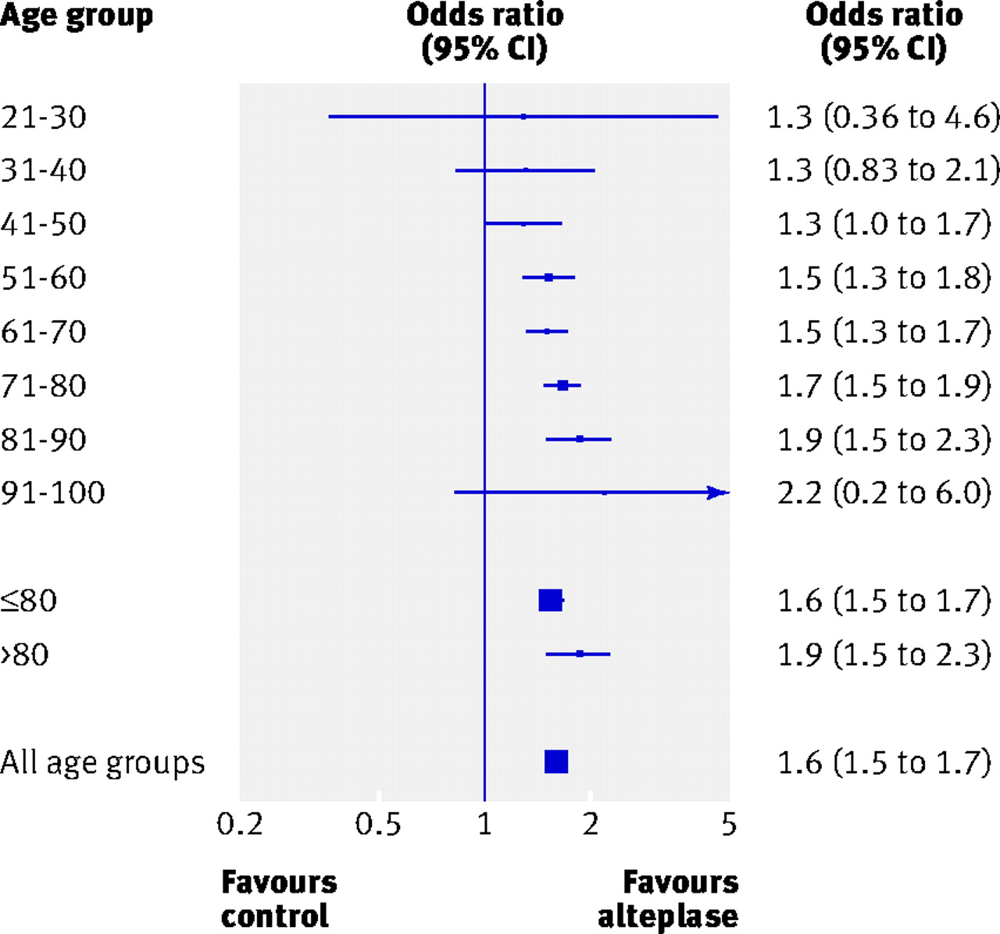 Age group
Odds ratio
(95% CI)
Odds ratio
(95% CI)
21-30 1.3 (0.36 to 4.6)
31-40 1.3 (0.83 to 2.1)
41-50 1.3 (1.0 to 1.7)
51-60 1.5 (1.3 to 1.8)
61-70 1.5 (1.3 to 1.7)
71-80 1.7 (1.5 to 1.9)
81-90 1.9 (1.5 to 2.3)
91-100 2.2 (0.2 to 6.0)
≤80 1.6 (1.5 to 1.7)
>80 1.9 (1.5 to 2.3)
All age groups 1.6 (1.5 to 1.7)
0.2 0.5 1 2 5
Favours
control
Favours
alteplase